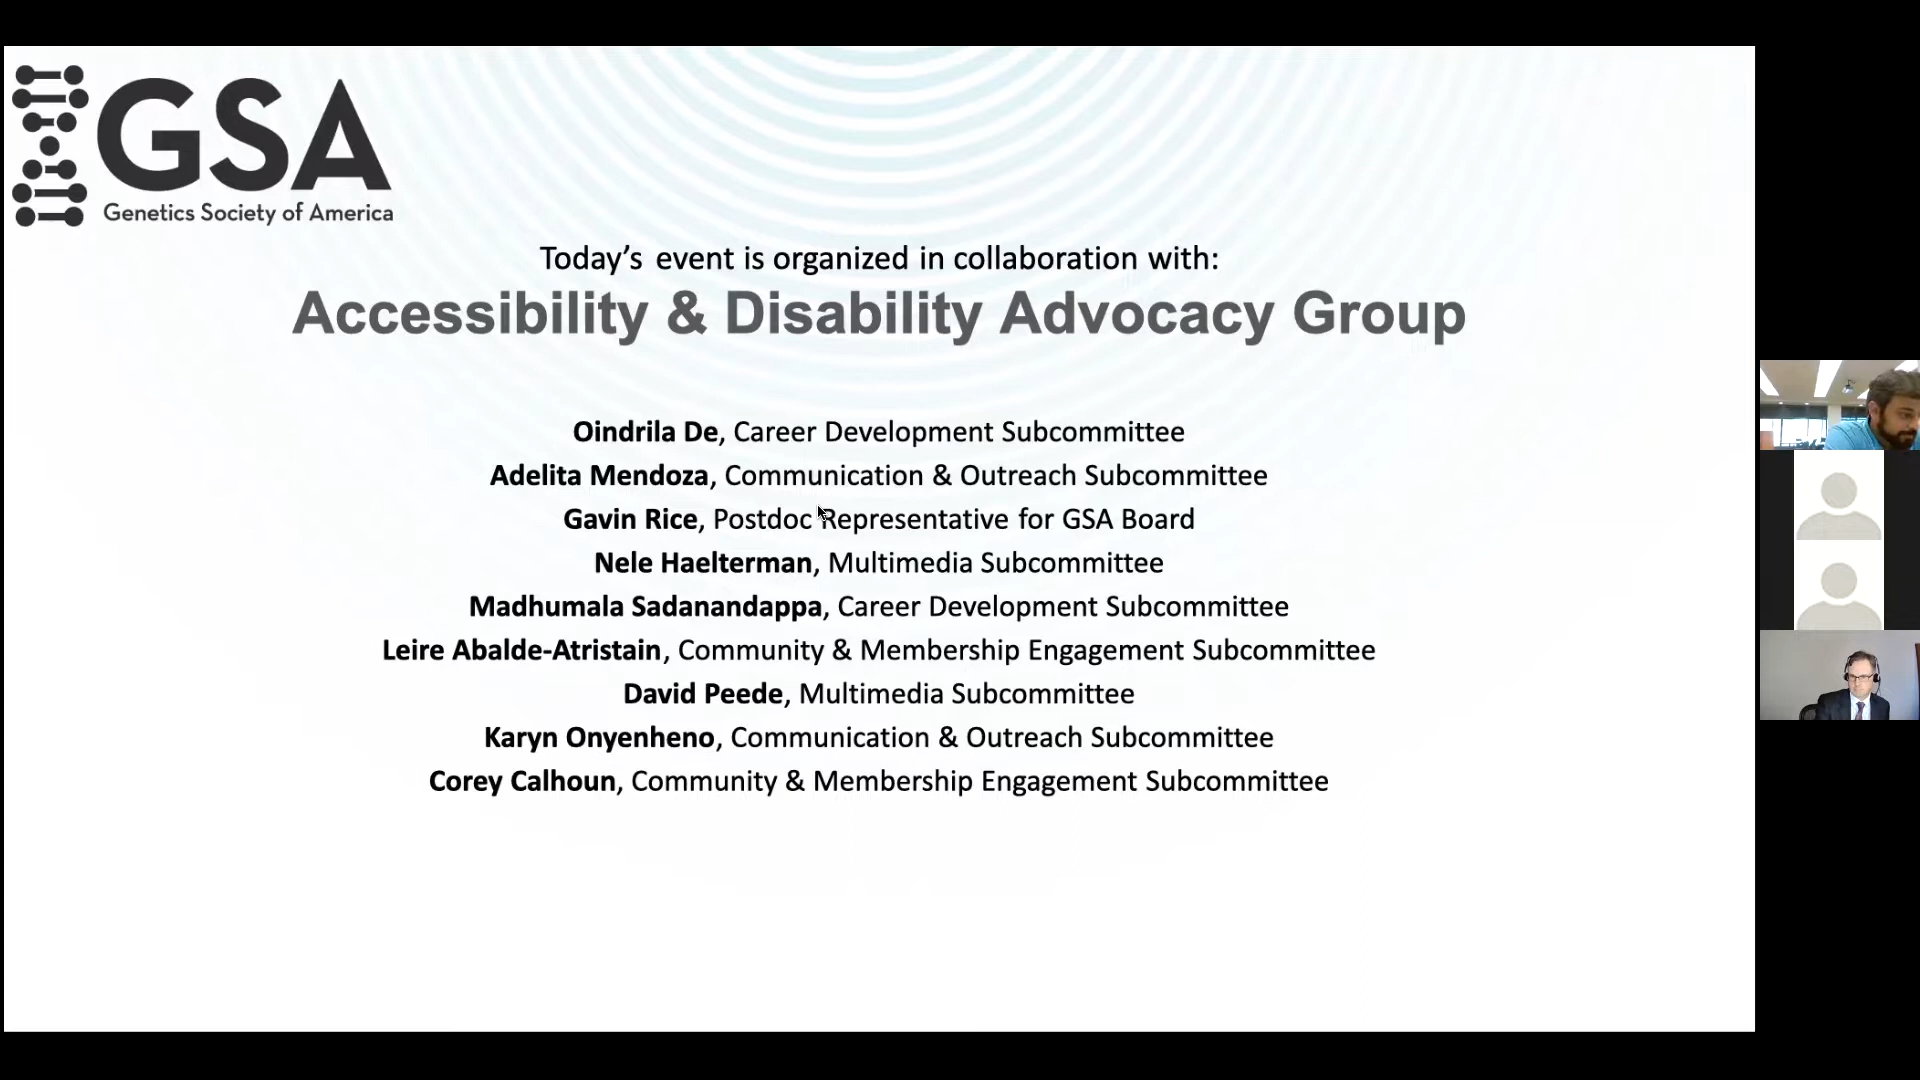 GSA
Genetics Society of America
Today’s event is organized in collaboration with:
Accessibility & Disability Advocacy Group
Oindrila De, Career Development Subcommittee
Adelita Mendoza, Communication & Outreach Subcommittee
Gavin Rice, Postdoc Representative for GSA Board
Nele Haelterman, Multimedia Subcommittee
Madhumala Sadanandappa, Career Development Subcommittee
Leire Abalde-Atristain, Community & Membership Engagement Subcommittee
David Peede, Multimedia Subcommittee
Karyn Onyenheno, Communication & Outreach Subcommittee
Corey Calhoun, Community & Membership Engagement Subcommittee